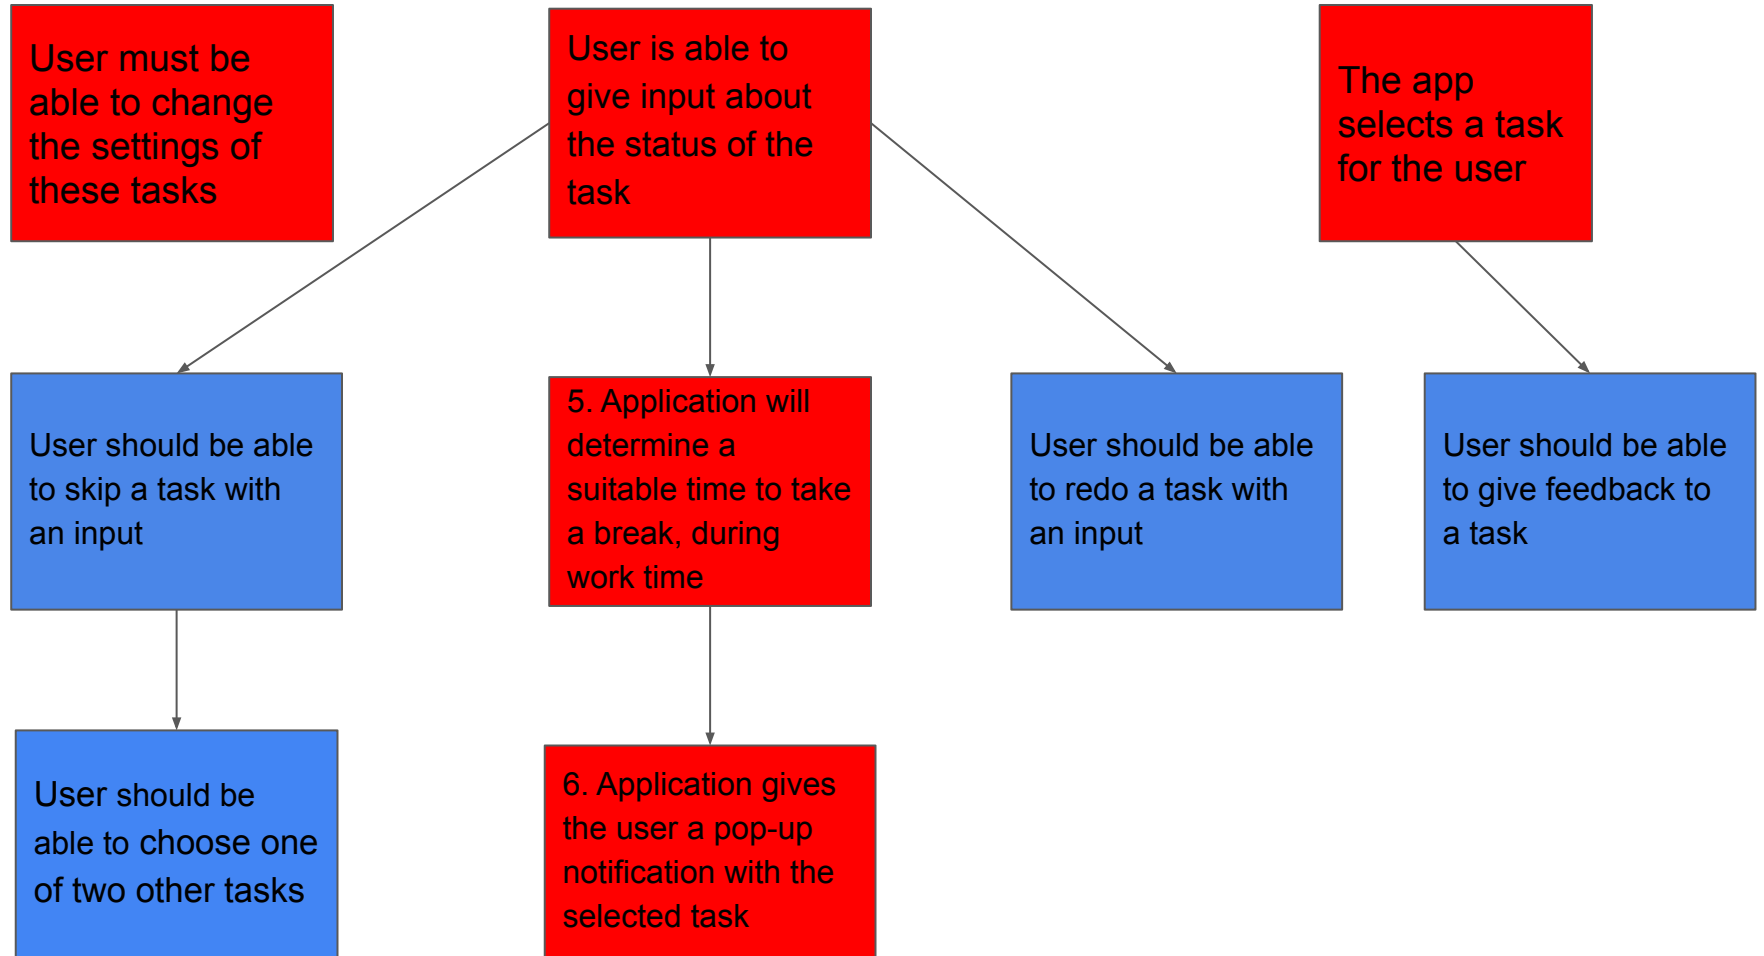 User must be
able to change
the settings of
these tasks
User is able to
give input about
the status of the
task
The app
selects a task
for the user
User should be able
to skip a task with
an input
5. Application will
determine a
suitable time to take
a break, during
work time
User should be able
to redo a task with
an input
User should be able
to give feedback to
a task
User should be
able to choose one
of two other tasks
6. Application gives
the user a pop-up
notification with the
selected task